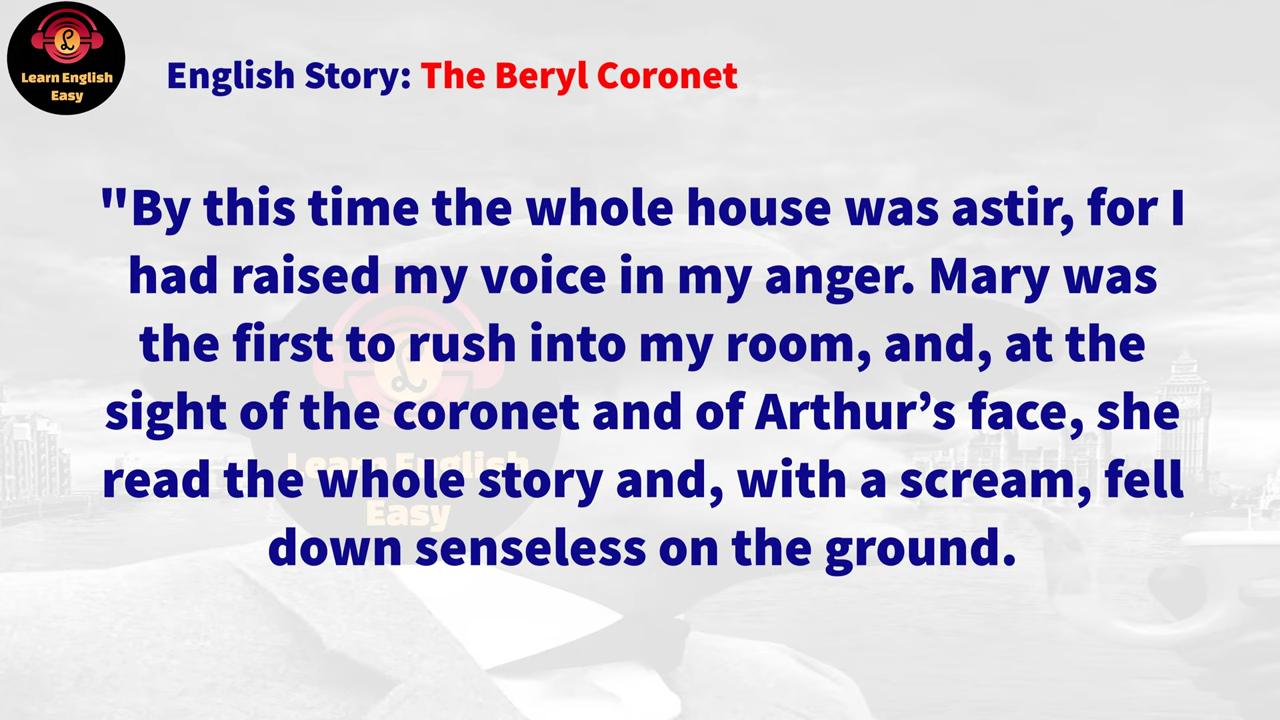 Learn English
Easy
English Story: The Beryl Coronet
"By this time the whole house was astir, for I
had raised my voice in my anger. Mary was
the first to rush into my room, and, at the
sight of the coronet and of Arthur’s face, she
read the whole story and, with a scream, fell
down senseless on the ground.
Learn English
Easy